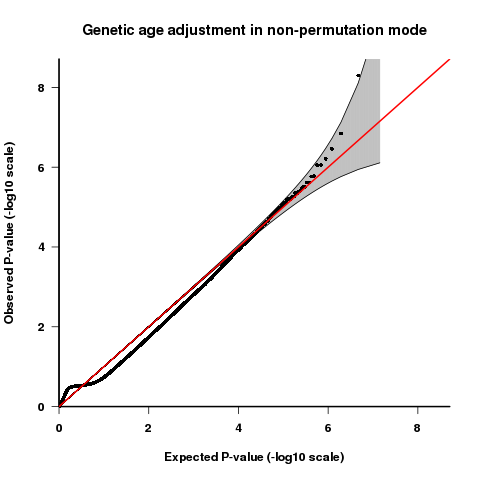 Genetic age adjustment in non-permutation mode
8
6
4
2
0
Observed P-value (-log10 scale)
0 2 4 6 8
Expected P-value (-log10 scale)